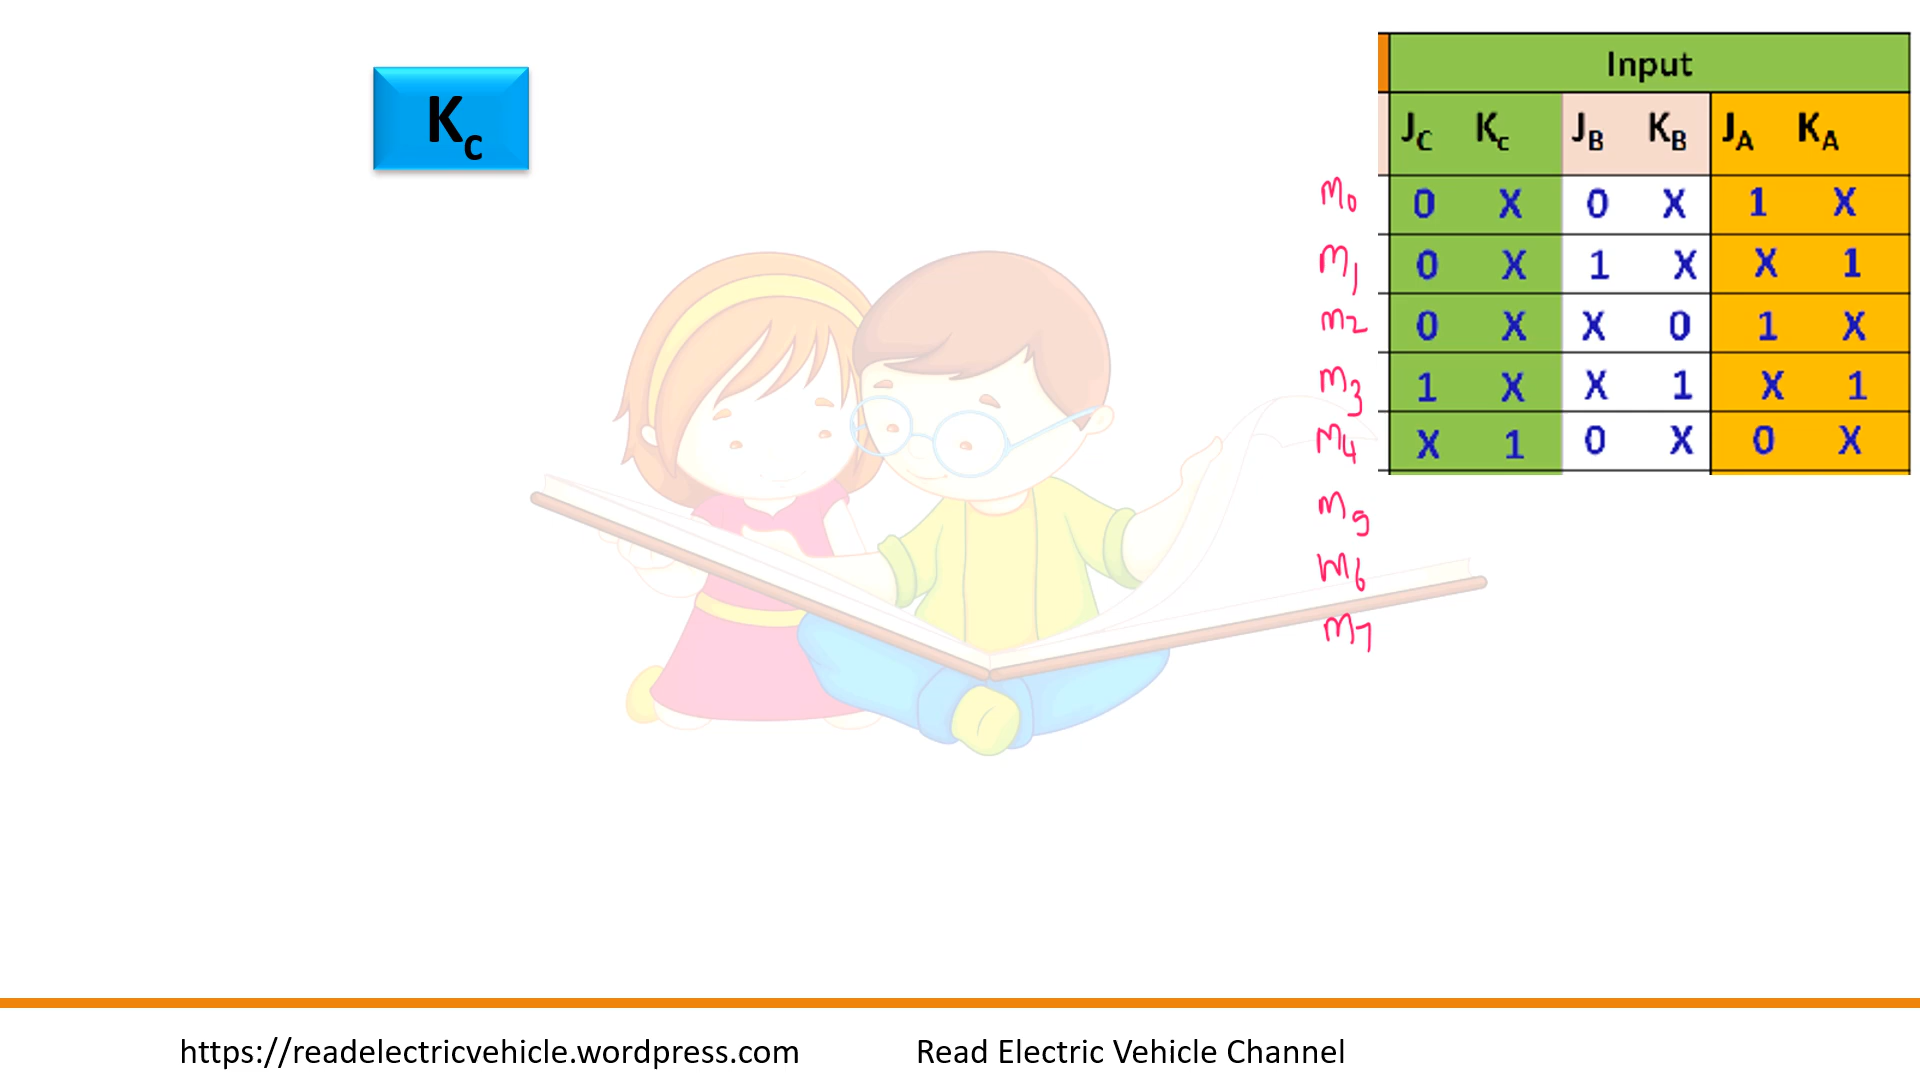 Kc
Input
JC Kc JB KB JA KA
m0 0 X 0 X 1 X
m1 0 X 1 X X 1
m2 0 X X 0 1 X
m3 1 X X 1 X 1
m4 X 1 0 X 0 X
m5
m6
m7
https://readelectricvehicle.wordpress.com Read Electric Vehicle Channel